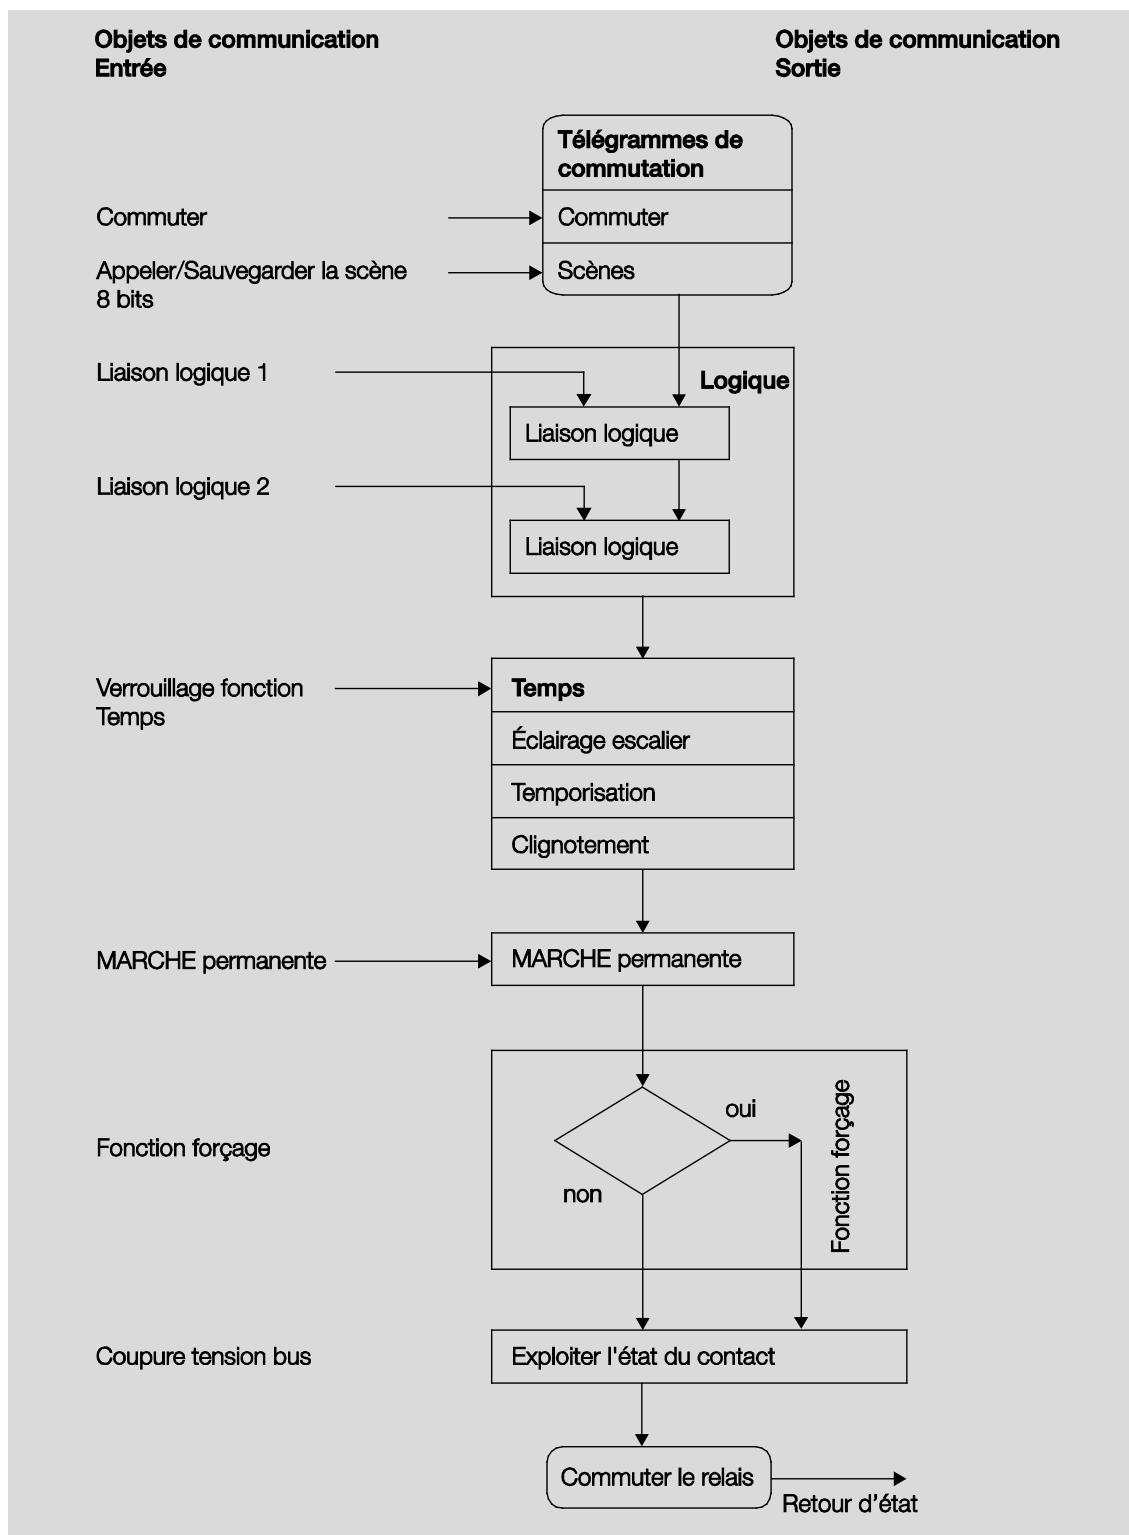 Objets de communication
Entrée
Objets de communication
Sortie
Télégrammes de
commutation
Commuter
Commuter
Appeler/Sauvegarder la scène
8 bits
Scènes
Liaison logique 1
Logique
Liaison logique
Liaison logique 2
Liaison logique
Verrouillage fonction
Temps
Temps
Éclairage escalier
Temporisation
Clignotement
MARCHE permanente
MARCHE permanente
Fonction forçage
oui
non
Fonction forçage
Coupure tension bus
Exploiter l'état du contact
Commuter le relais
Retour d’état